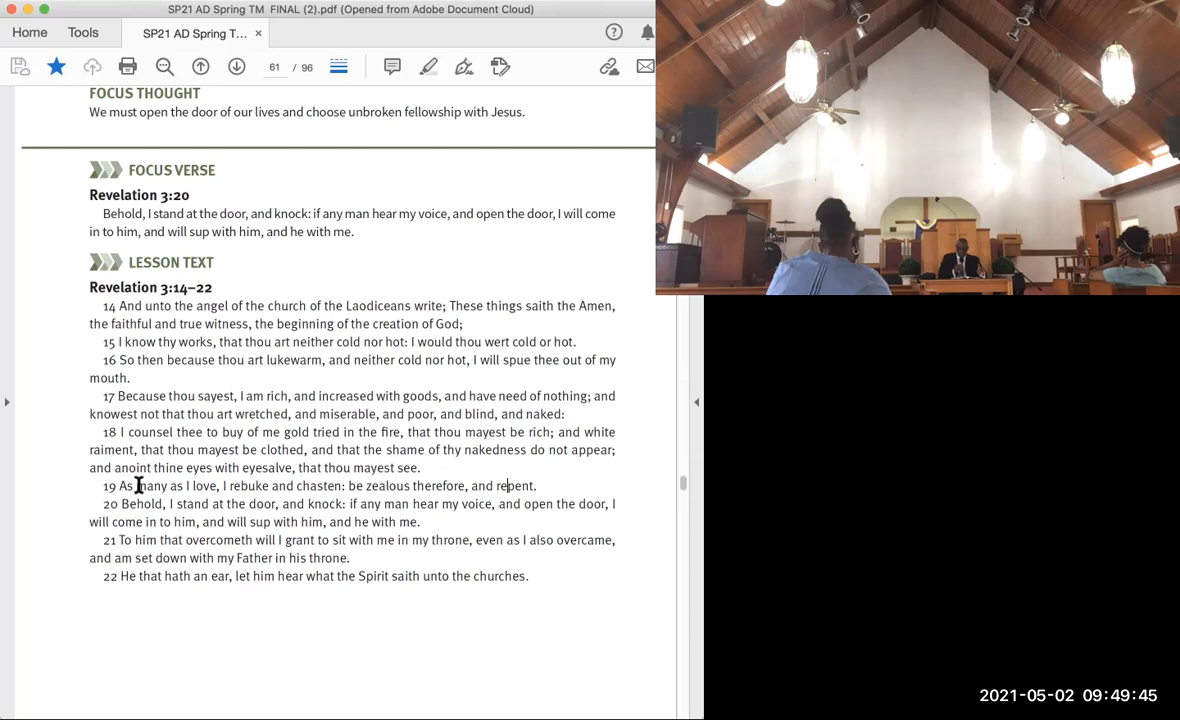 SP21 AD Spring TM FINAL (2).pdf (Opened from Adobe Document Cloud)
Home Tools SP21 AD Spring T... ×
61 / 96
FOCUS THOUGHT
We must open the door of our lives and choose unbroken fellowship with Jesus.
FOCUS VERSE
Revelation 3:20
Behold, I stand at the door, and knock: if any man hear my voice, and open the door, I will come
in to him, and will sup with him, and he with me.
LESSON TEXT
Revelation 3:14–22
14 And unto the angel of the church of the Laodiceans write; These things saith the Amen,
the faithful and true witness, the beginning of the creation of God;
15 I know thy works, that thou art neither cold nor hot: I would thou wert cold or hot.
16 So then because thou art lukewarm, and neither cold nor hot, I will spue thee out of my
mouth.
17 Because thou sayest, I am rich, and increased with goods, and have need of nothing; and
knowest not that thou art wretched, and miserable, and poor, and blind, and naked:
18 I counsel thee to buy of me gold tried in the fire, that thou mayest be rich; and white
raiment, that thou mayest be clothed, and that the shame of thy nakedness do not appear;
and anoint thine eyes with eyesalve, that thou mayest see.
19 As many as I love, I rebuke and chasten: be zealous therefore, and repent.
20 Behold, I stand at the door, and knock: if any man hear my voice, and open the door, I
will come in to him, and will sup with him, and he with me.
21 To him that overcometh will I grant to sit with me in my throne, even as I also overcame,
and am set down with my Father in his throne.
22 He that hath an ear, let him hear what the Spirit saith unto the churches.
2021-05-02 09:49:45